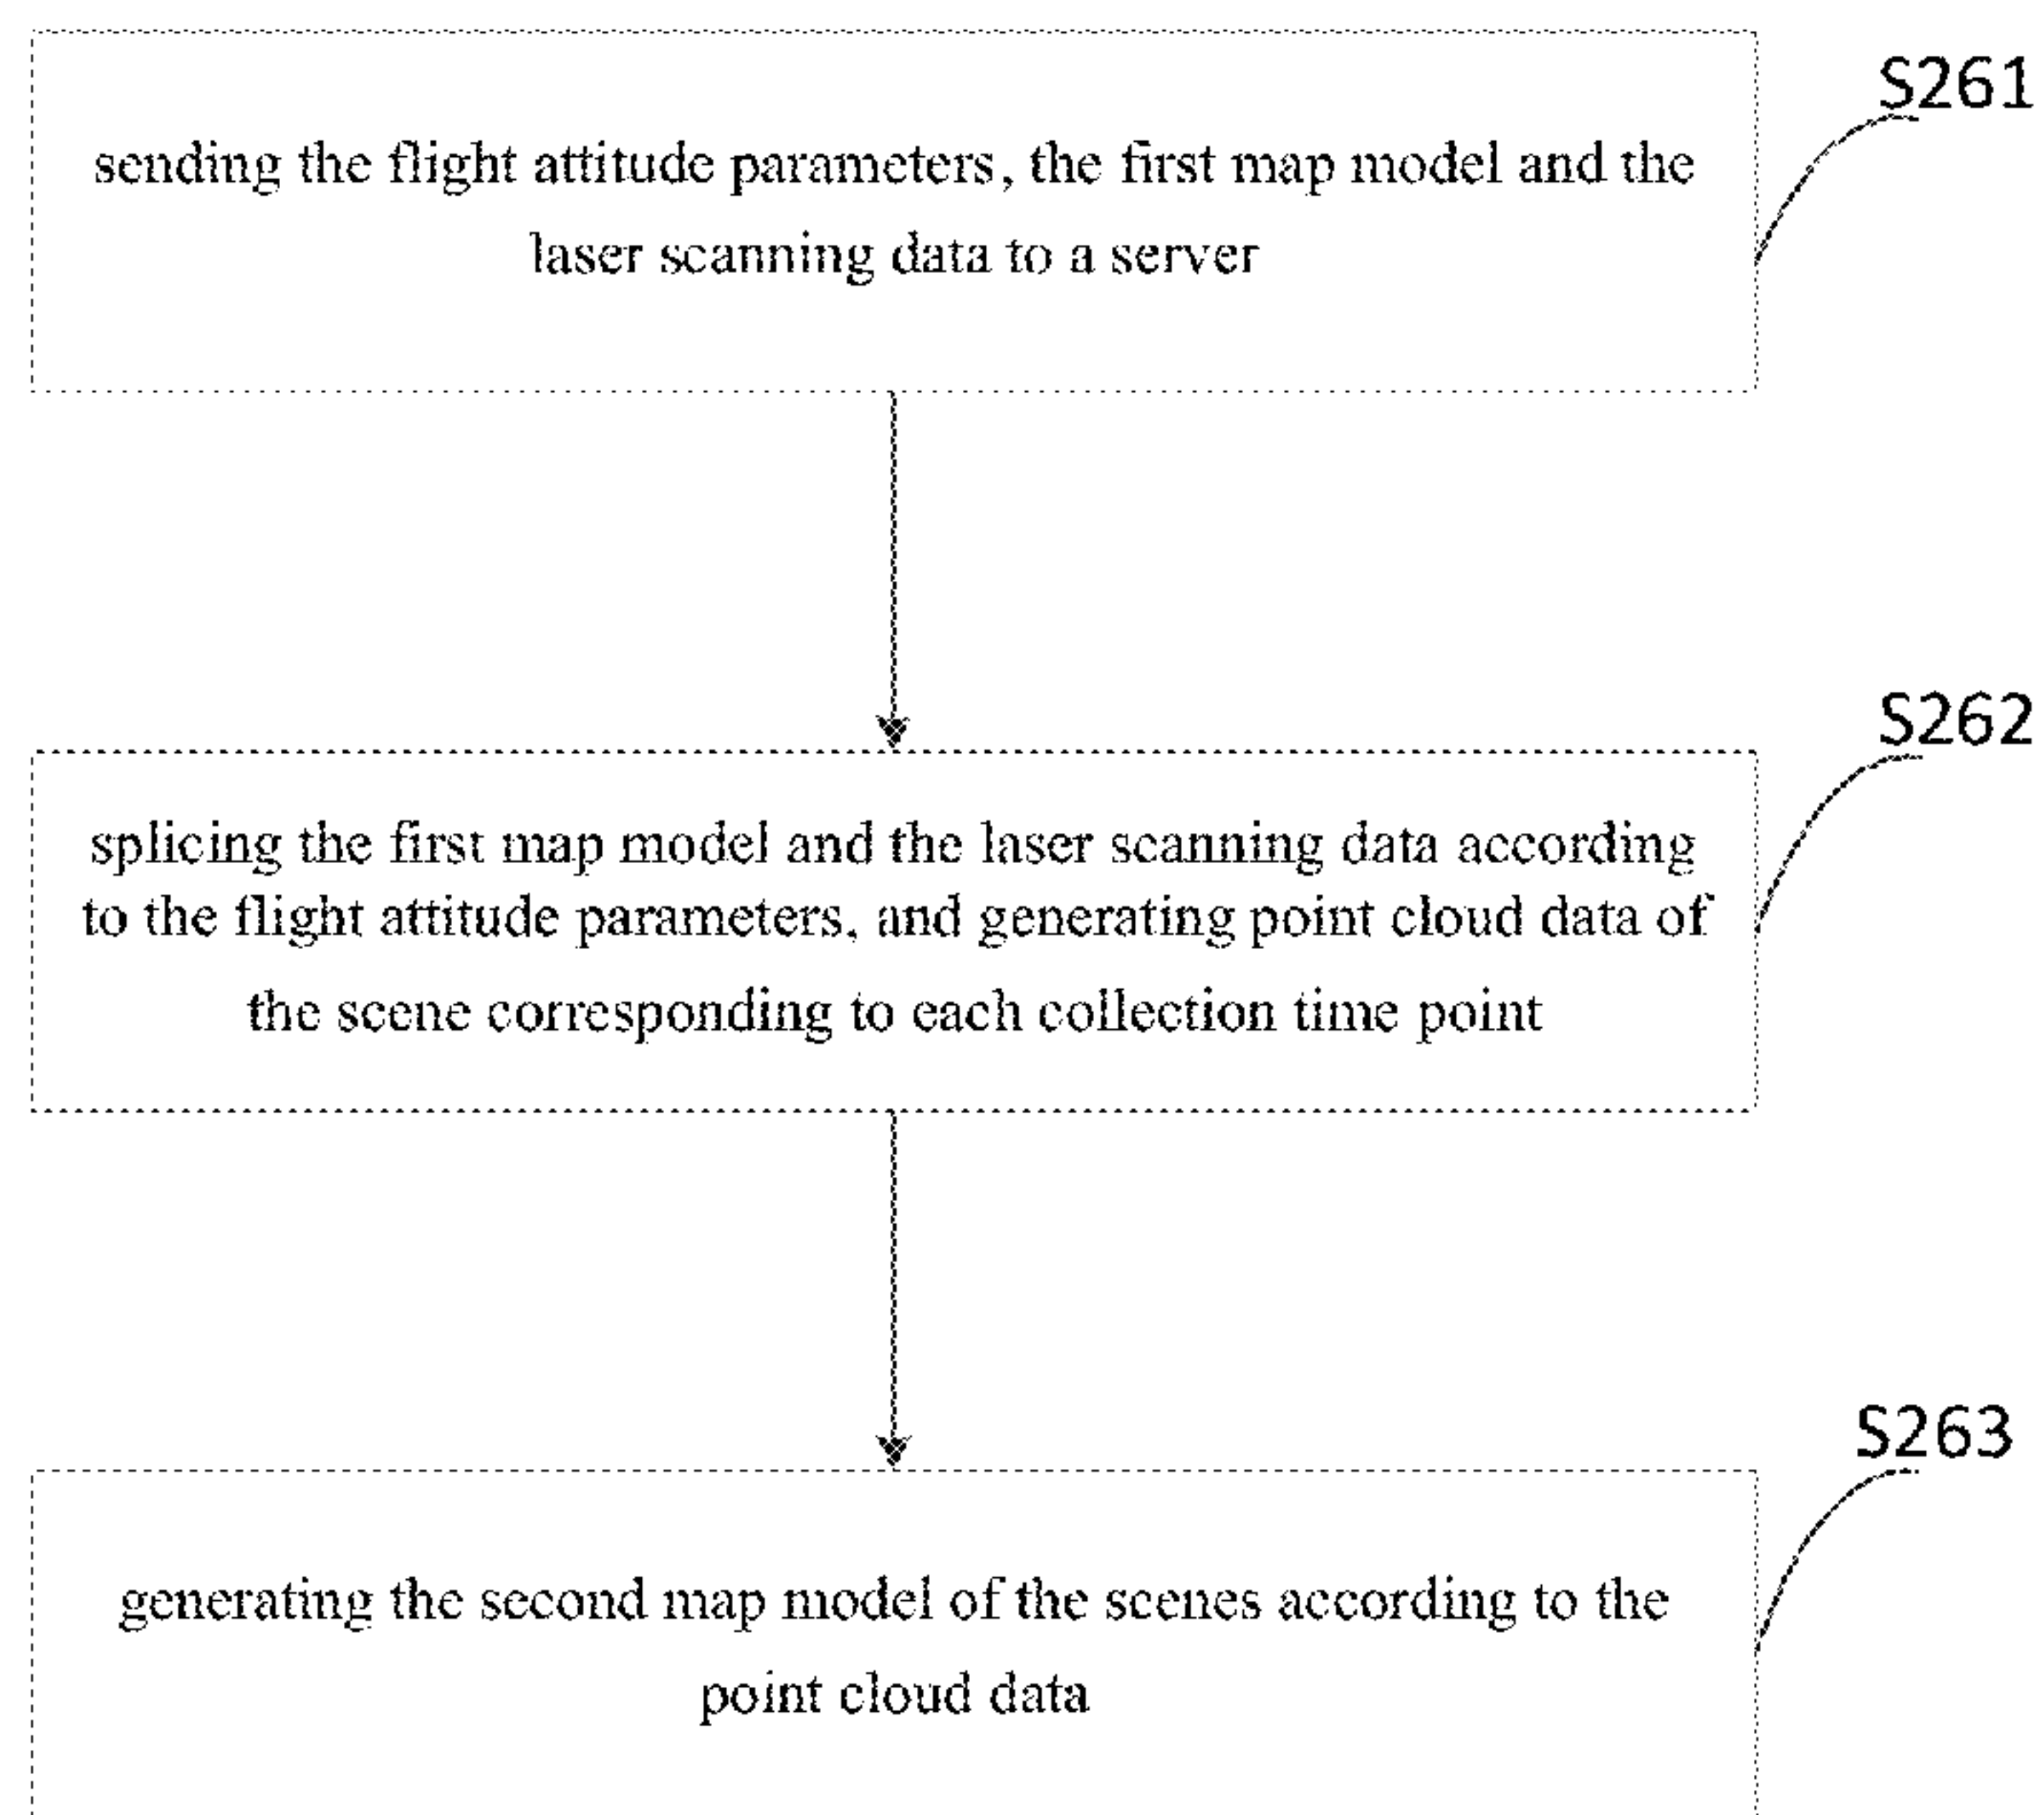 S261
sending the flight attitude parameters, the first map model and the
laser scanning data to a server
S262
splicing the first map model and the laser scanning data according
to the flight attitude parameters, and generating point cloud data of
the scene corresponding to each collection time point
S263
generating the second map model of the scenes according to the
point cloud data